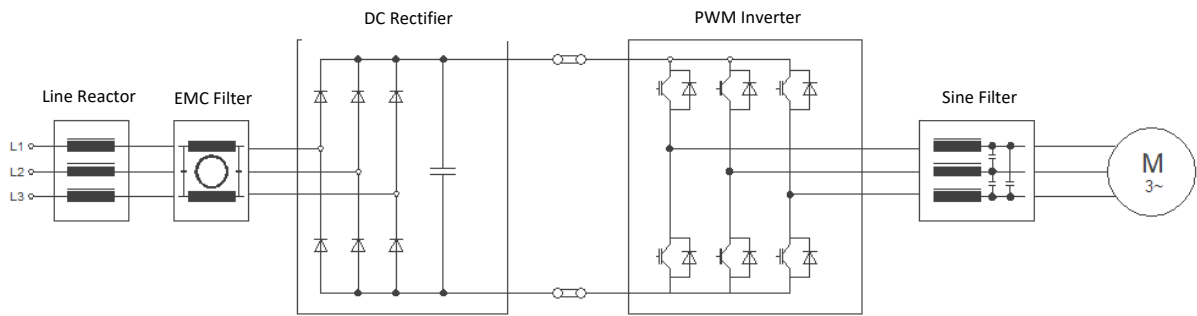 DC Rectifier
PWM Inverter
Line Reactor
EMC Filter
Sine Filter
L1
L2
L3
M
3~